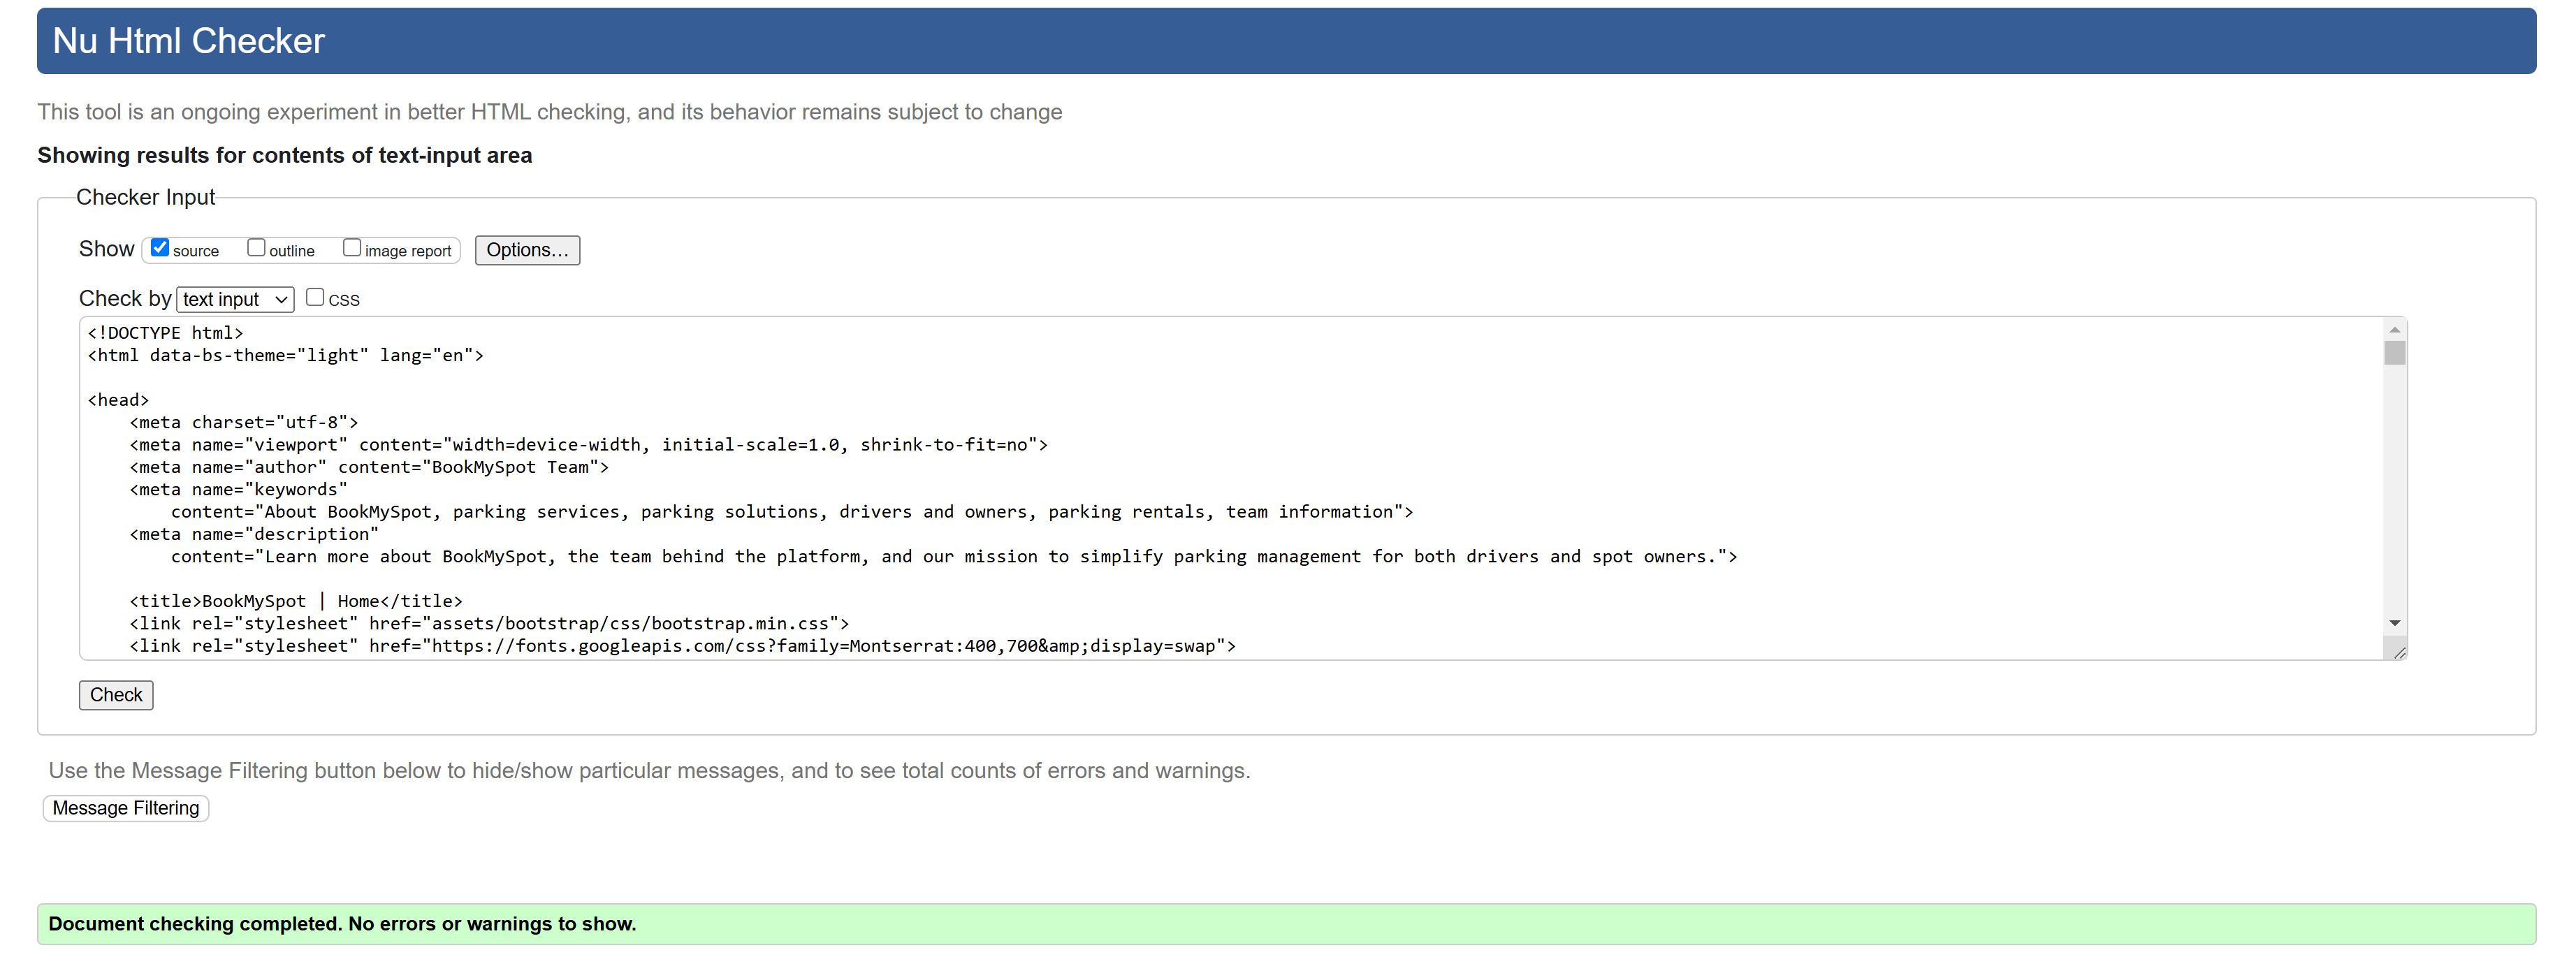 Nu Html Checker
This tool is an ongoing experiment in better HTML checking, and its behavior remains subject to change
Showing results for contents of text-input area
Checker Input
Show source outline image report Options...
Check by text input CSS
<!DOCTYPE html>
<html data-bs-theme="light" lang="en">
<head>
    <meta charset="utf-8">
    <meta name="viewport" content="width=device-width, initial-scale=1.0, shrink-to-fit=no">
    <meta name="author" content="BookMySpot Team">
    <meta name="keywords"
        content="About BookMySpot, parking services, parking solutions, drivers and owners, parking rentals, team information">
    <meta name="description"
        content="Learn more about BookMySpot, the team behind the platform, and our mission to simplify parking management for both drivers and spot owners.">
    <title>BookMySpot | Home</title>
    <link rel="stylesheet" href="assets/bootstrap/css/bootstrap.min.css">
    <link rel="stylesheet" href="https://fonts.googleapis.com/css?family=Montserrat:400,700&amp;display=swap">
Check
Use the Message Filtering button below to hide/show particular messages, and to see total counts of errors and warnings.
Message Filtering
Document checking completed. No errors or warnings to show.